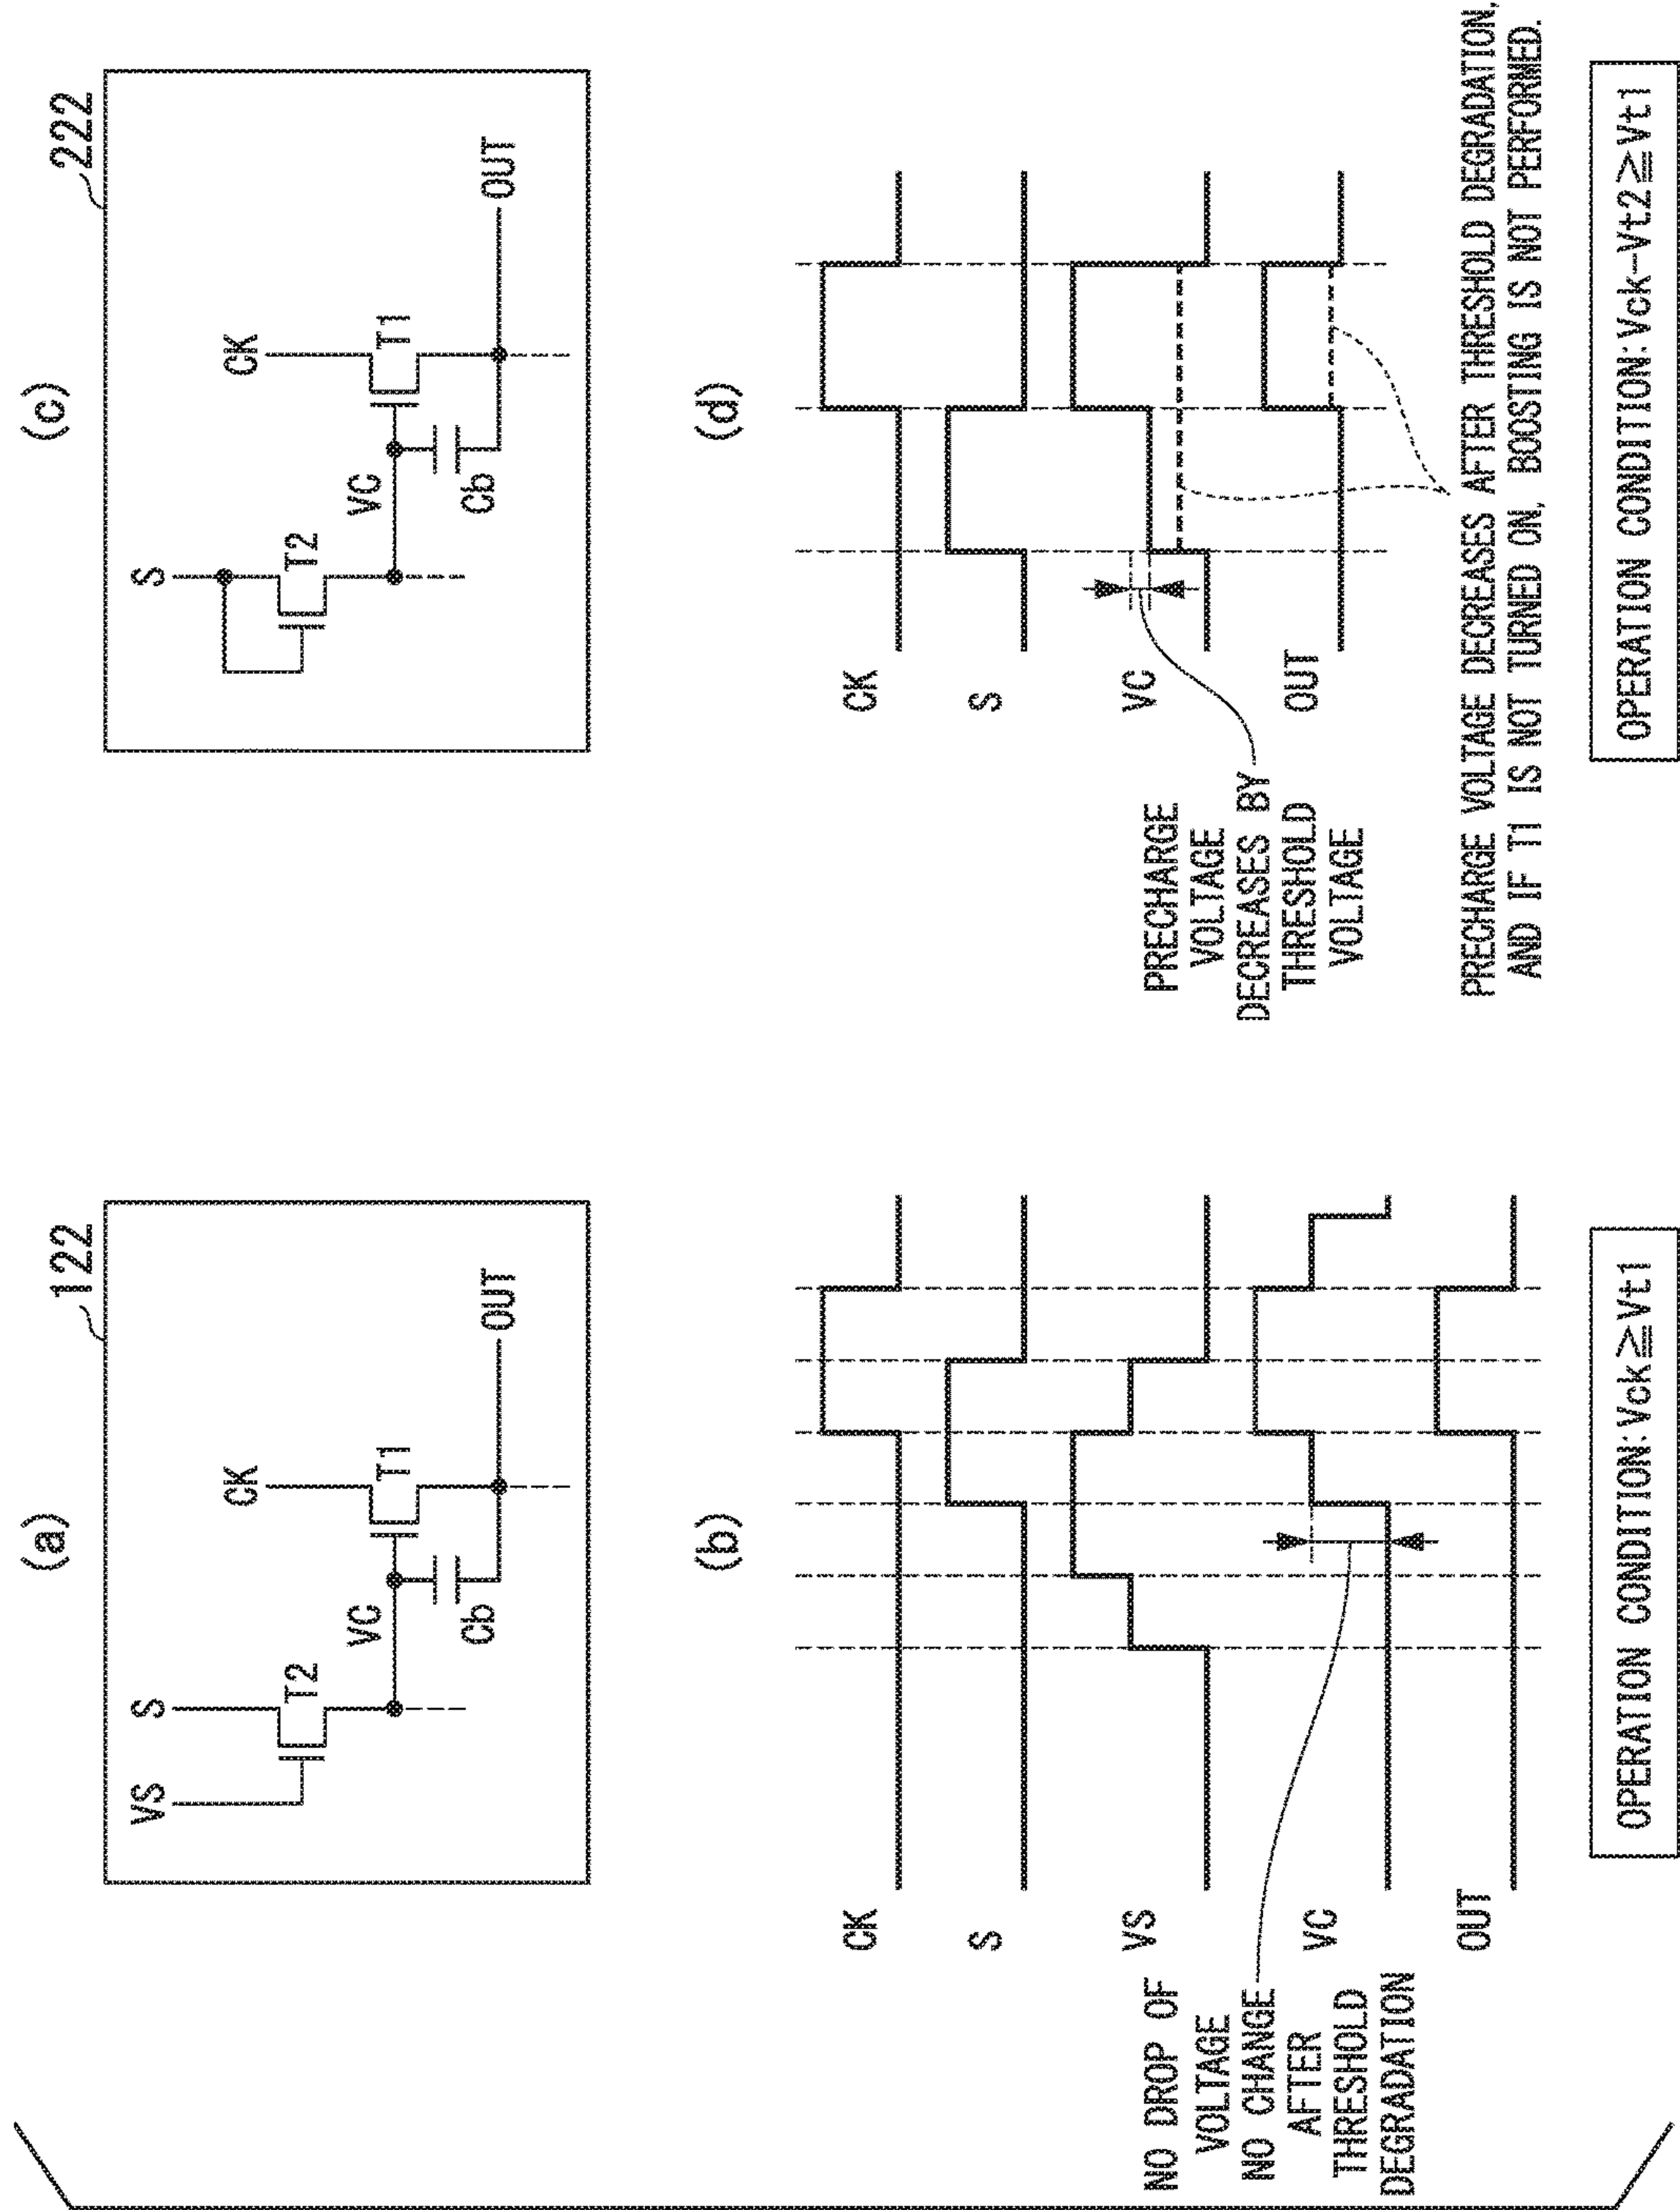 (a)
122
VS
S
T2
VC
CK
T1
Cb
OUT
(b)
CK
S
VS
VC
OUT
NO DROP OF
VOLTAGE
NO CHANGE
AFTER
THRESHOLD
DEGRADATION
OPERATION CONDITION:Vck≧Vt1
(c)
222
S
T2
VC
CK
T1
Cb
OUT
(d)
CK
S
VC
OUT
PRECHARGE
VOLTAGE
DECREASES BY
THRESHOLD
VOLTAGE
PRECHARGE VOLTAGE DECREASES AFTER THRESHOLD DEGRADATION,
AND IF T1 IS NOT TURNED ON, BOOSTING IS NOT PERFORMED.
OPERATION CONDITION:Vck-Vt2≧Vt1